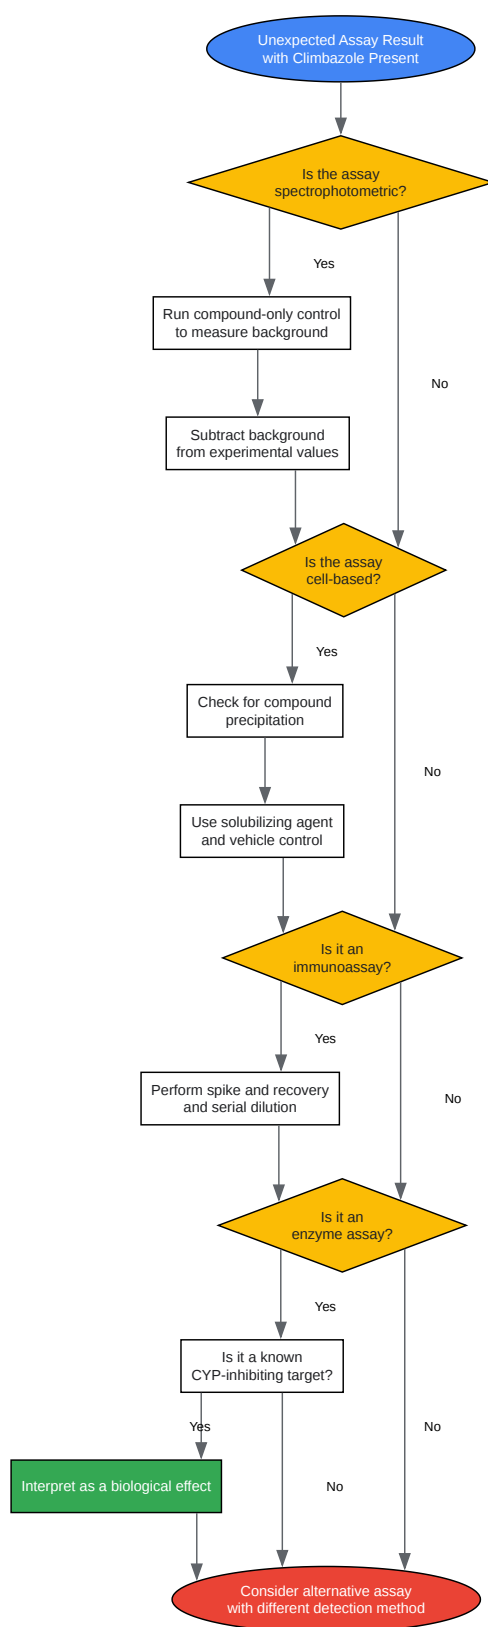 Unexpected Assay Result
with Climbazole Present
Is the assay
spectrophotometric?
Yes
Run compound-only control
to measure background
No
Subtract background
from experimental values
Is the assay
cell-based?
Yes
Check for compound
precipitation
No
Use solubilizing agent
and vehicle control
Is it an
immunoassay?
Yes
Perform spike and recovery
and serial dilution
No
Is it an
enzyme assay?
Yes
Is it a known
CYP-inhibiting target?
Yes
No
Interpret as a biological effect
No
Consider alternative assay
with different detection method